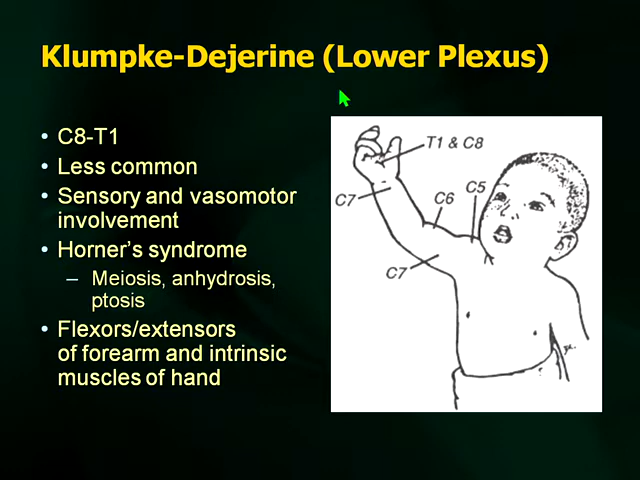 Klumpke-Dejerine (Lower Plexus)
• C8-T1
• Less common
• Sensory and vasomotor
involvement
• Horner's syndrome
– Meiosis, anhydrosis,
ptosis
• Flexors/extensors
of forearm and intrinsic
muscles of hand
T1 & C8
C7
C6
C5
C7